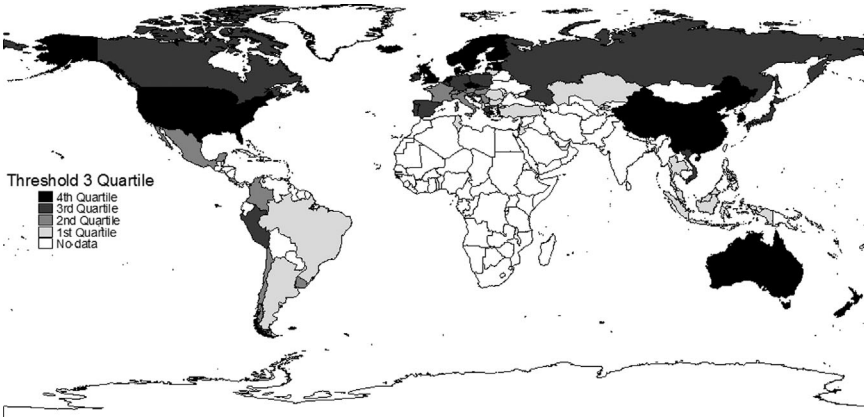 Threshold 3 Quartile
4th Quartile
3rd Quartile
2nd Quartile
1st Quartile
No data